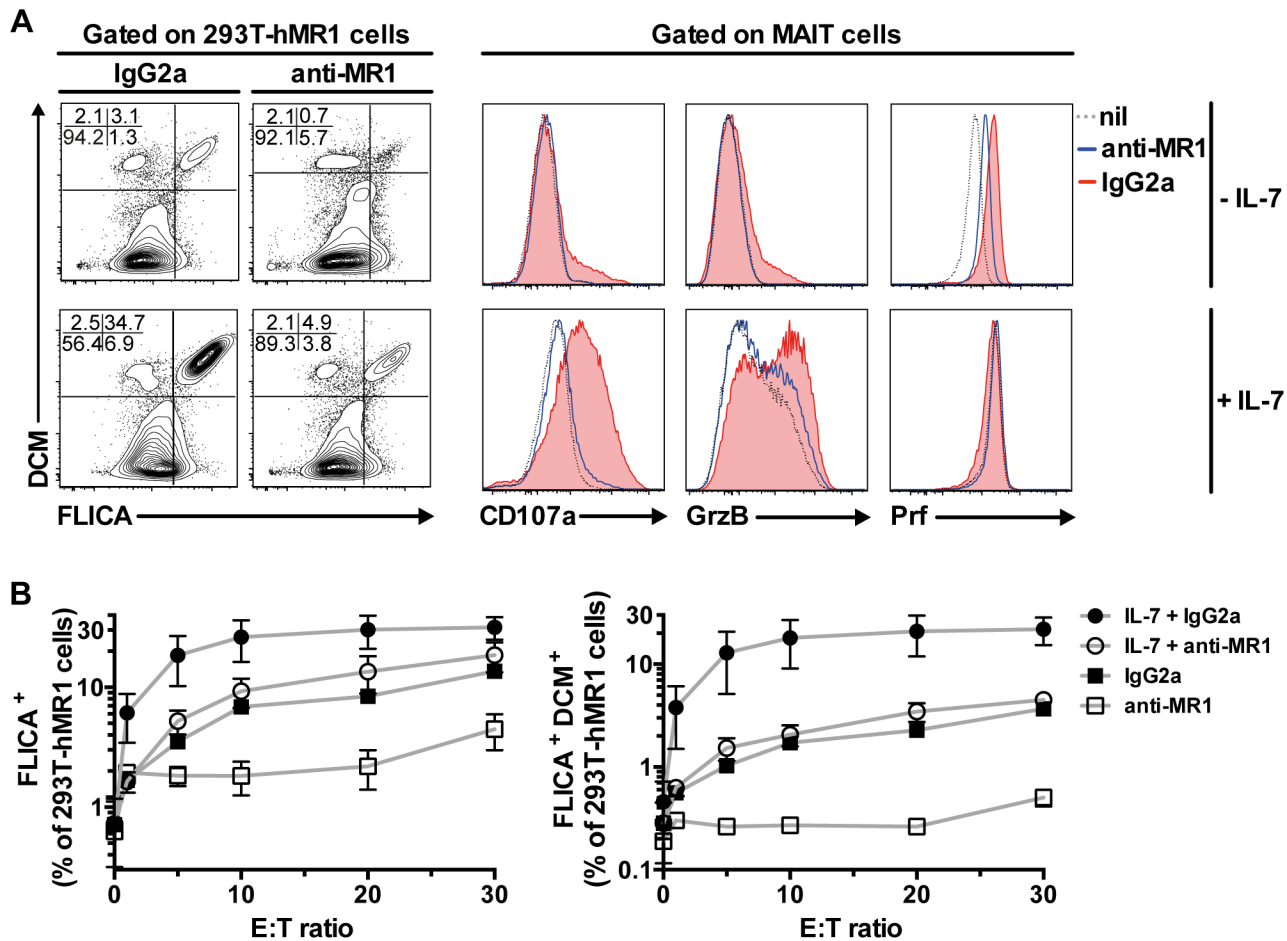 A
Gated on 293T-hMR1 cells
Gated on MAIT cells
IgG2a
anti-MR1
2.1 3.1
94.2 1.3
2.1 0.7
92.1 5.7
nil
anti-MR1
IgG2a
- IL-7
2.5 34.7
56.4 6.9
2.1 4.9
89.3 3.8
+ IL-7
DCM
FLICA
CD107a
GrzB
Prf
B
FLICA +
(% of 293T-hMR1 cells)
30
10
1
0
10
20
30
E:T ratio
FLICA + DCM +
(% of 293T-hMR1 cells)
30
10
1
0.1
0
10
20
30
E:T ratio
IL-7 + IgG2a
IL-7 + anti-MR1
IgG2a
anti-MR1